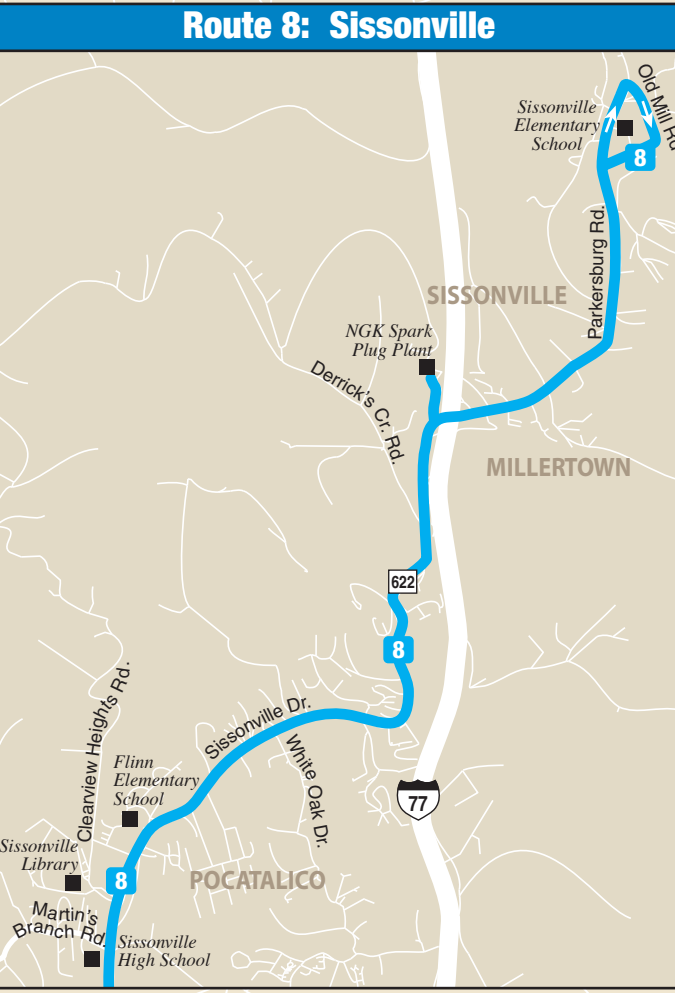 Route 8: Sissonville
Old Mill Rd
Sissonville
Elementary
School
8
Parkersburg Rd.
SISSONVILLE
NGK Spark
Plug Plant
Derrick's Cr. Rd.
MILLERTOWN
622
8
Sissonville Dr.
Clearview Heights Rd.
White Oak Dr.
Flinn
Elementary
School
77
Sissonville
Library
8
POCATALICO
Martin's
Branch Rd.
Sissonville
High School